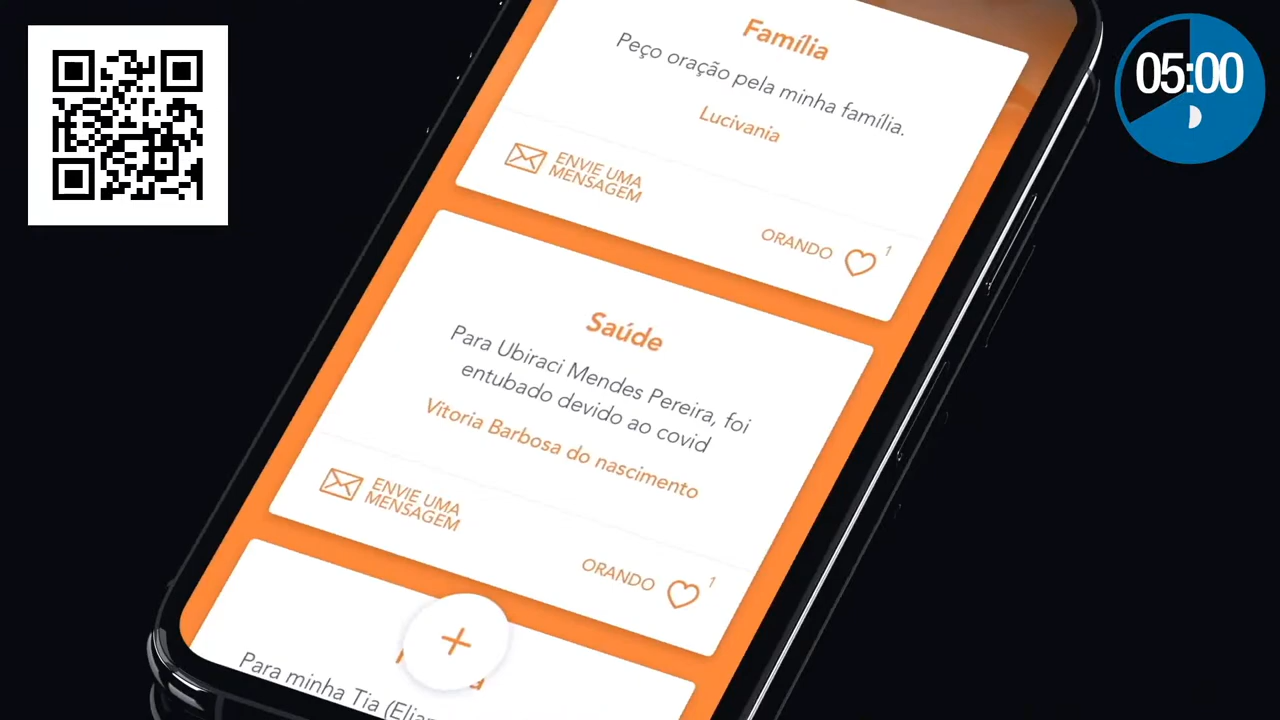 05:00
Família
Peço oração pela minha família.
Lucivania
ENVIE UMA
MENSAGEM
ORANDO
1
Saúde
Para Ubiraci Mendes Pereira, foi
entubado devido ao covid
Vitoria Barbosa do nascimento
ENVIE UMA
MENSAGEM
ORANDO
1
+
Para minha Tia